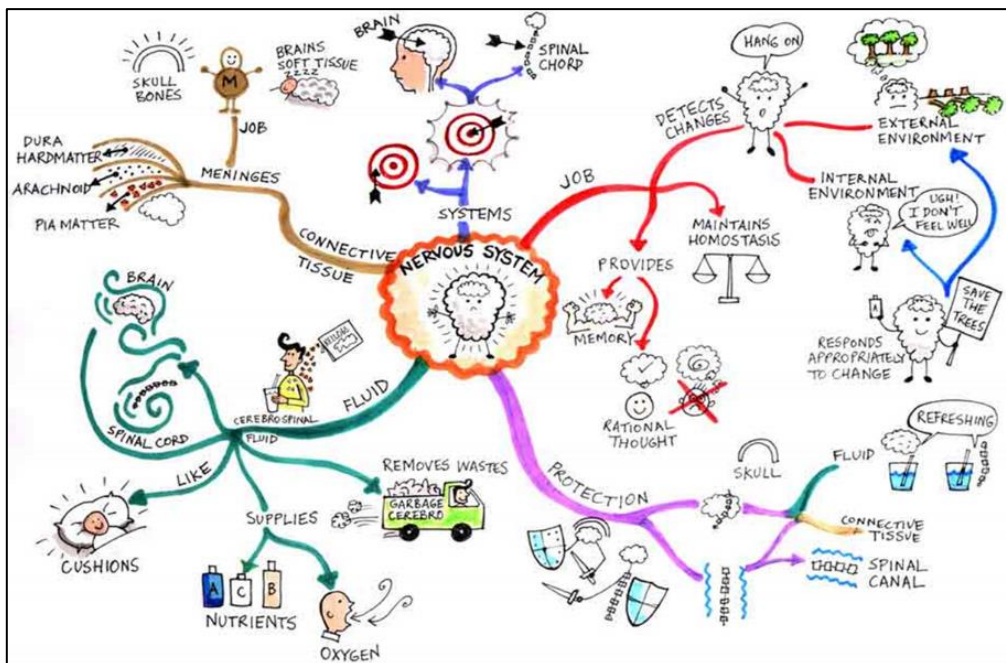 NERVOUS SYSTEM
CONNECTIVE
TISSUE
MENINGES
JOB
SKULL
BONES
M
BRAINS
SOFT TISSUE
ZZZZ
DURA
HARDMATTER
ARACHNOID
PIA MATTER
SYSTEMS
BRAIN
SPINAL
CHORD
JOB
DETECTS
CHANGES
HANG ON
EXTERNAL
ENVIRONMENT
INTERNAL
ENVIRONMENT
UGH!
I DON'T
FEEL WELL
SAVE
THE
TREES
A
RESPONDS
APPROPRIATELY
TO CHANGE
MAINTAINS
HOMOSTASIS
PROVIDES
MEMORY
RATIONAL
THOUGHT
PROTECTION
SKULL
FLUID
REFRESHING
CONNECTIVE
TISSUE
SPINAL
CANAL
FLUID
CEREBROSPINAL
FLUID
BRAIN
SPINAL CORD
LIKE
CUSHIONS
SUPPLIES
A
C
B
NUTRIENTS
OXYGEN
REMOVES WASTES
GARBAGE
CEREBRO